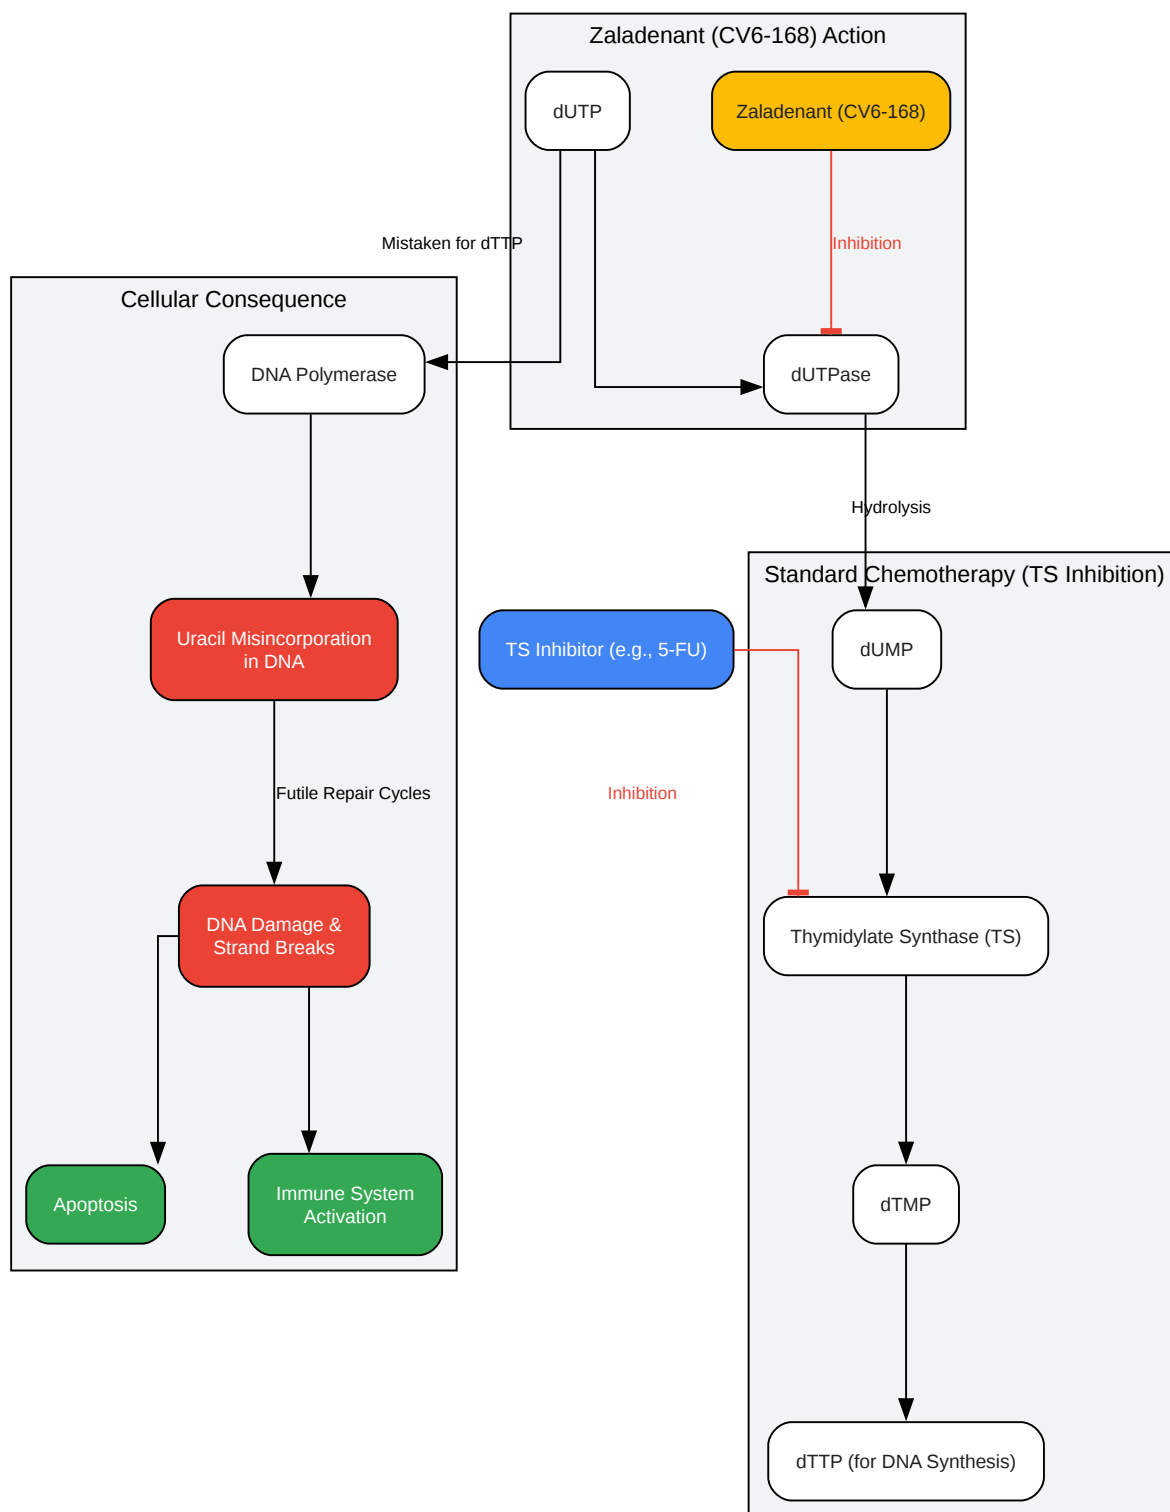 Zaladenant (CV6-168) Action
dUTP
Zaladenant (CV6-168)
Mistaken for dTTP
Inhibition
Cellular Consequence
DNA Polymerase
dUTPase
Hydrolysis
Standard Chemotherapy (TS Inhibition)
Uracil Misincorporation
in DNA
TS Inhibitor (e.g., 5-FU)
dUMP
Futile Repair Cycles
Inhibition
DNA Damage &
Strand Breaks
Thymidylate Synthase (TS)
Apoptosis
Immune System
Activation
dTMP
dTTP (for DNA Synthesis)